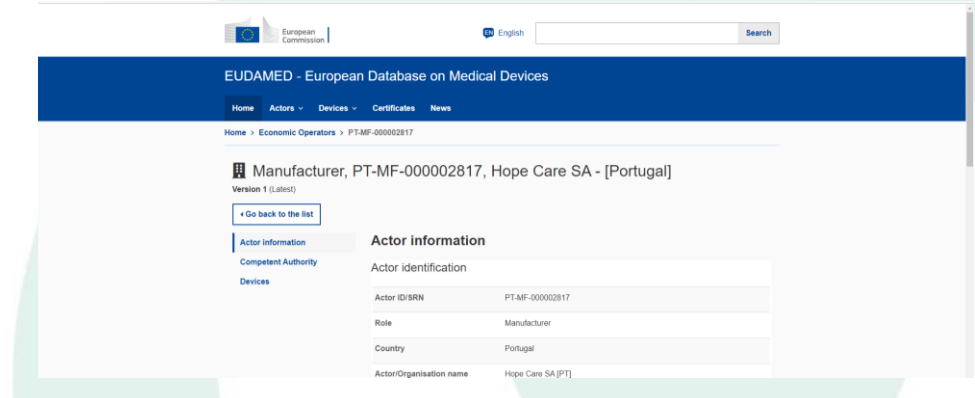 European
Commission
EN English
Search
EUDAMED - European Database on Medical Devices
Home Actors Devices Certificates News
Home > Economic Operators > PT-MF-000002817
Manufacturer, PT-MF-000002817, Hope Care SA - [Portugal]
Version 1 (Latest)
Go back to the list
Actor information
Competent Authority
Devices
Actor information
Actor identification
Actor ID/SRN PT-MF-000002817
Role Manufacturer
Country Portugal
Actor/Organisation name Hope Care SA [PT]